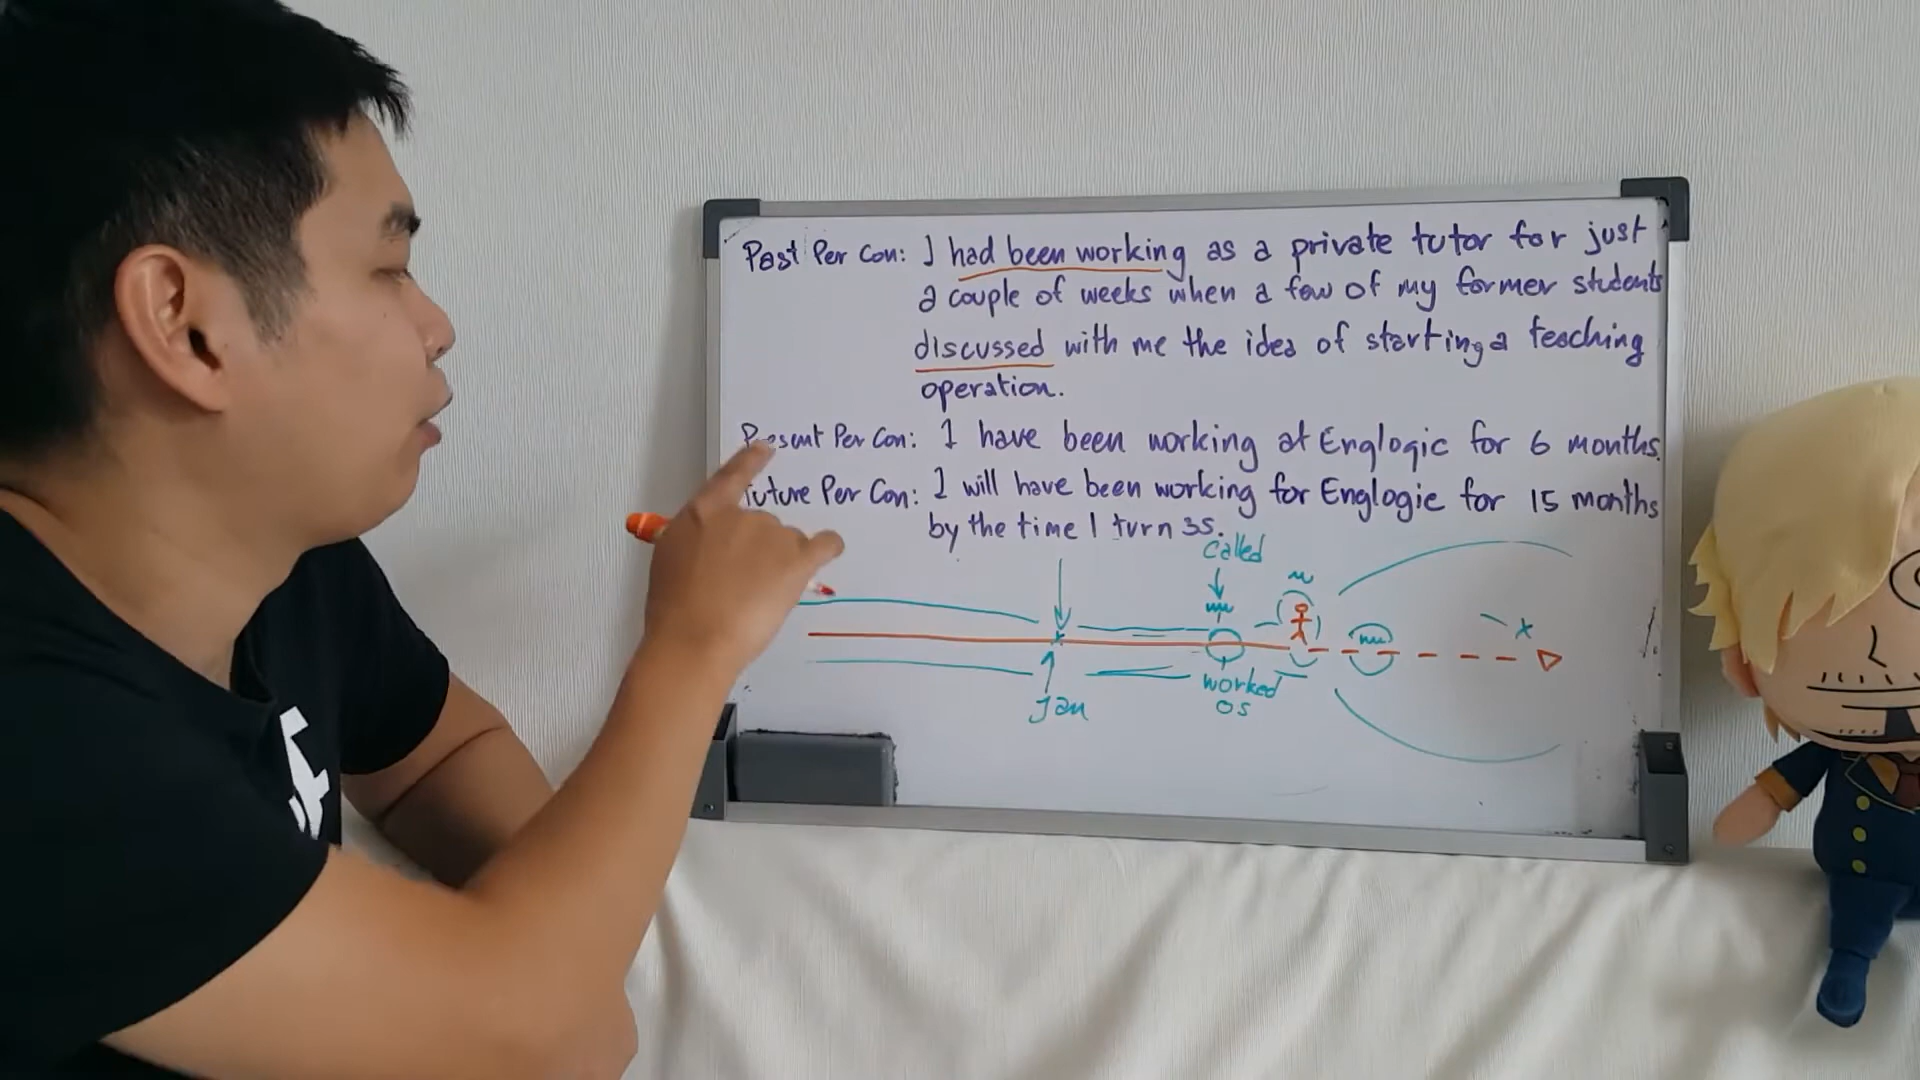 Past Per Con: I had been working as a private tutor for just
a couple of weeks when a few of my former students
discussed with me the idea of starting a teaching
operation.
Present Per Con: I have been working at Englogic for 6 months.
Future Per Con: I will have been working for Englogic for 15 months
by the time I turn 35.
called
worked
Jan
os